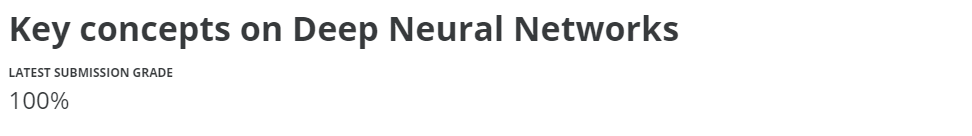 Key concepts on Deep Neural Networks
LATEST SUBMISSION GRADE
100%